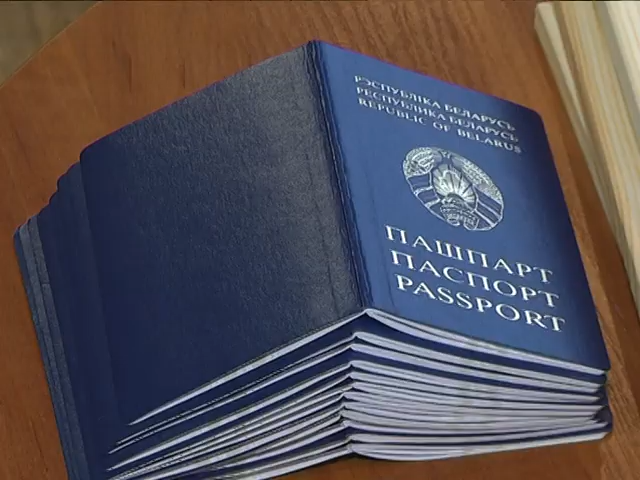 РЭСПУБЛІКА БЕЛАРУСЬ
РЕСПУБЛИКА БЕЛАРУСЬ
REPUBLIC OF BELARUS
ПАШПАРТ
ПАСПОРТ
PASSPORT